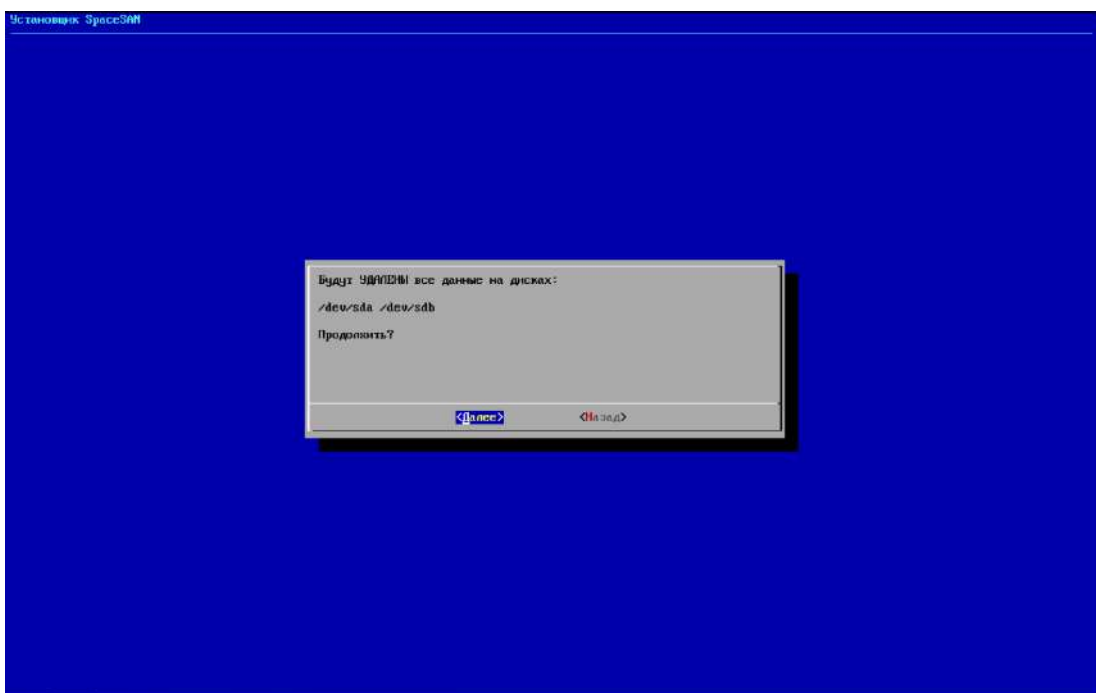 Установщик SpaceSAN
Будут УДАЛЕНЫ все данные на дисках:
/dev/sda /dev/sdb
Продолжить?
<Далее> <Назад>